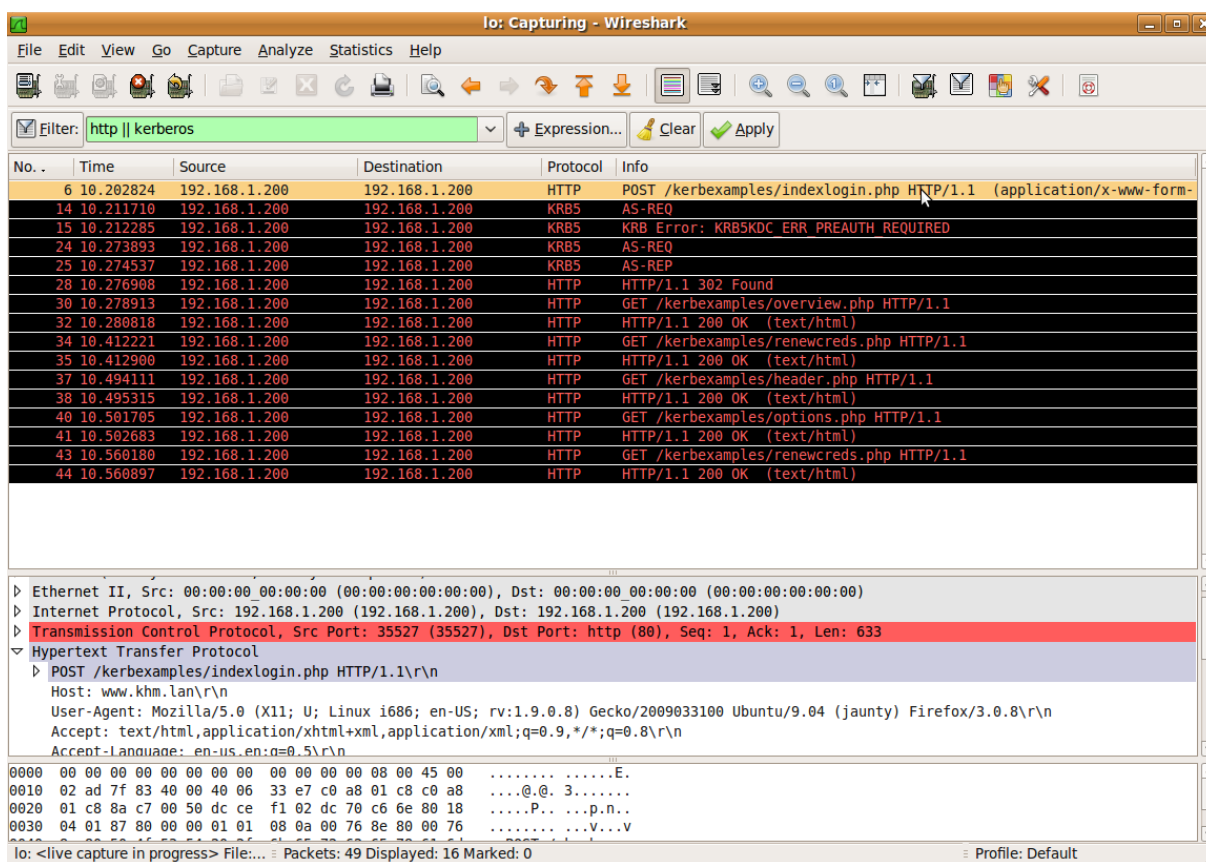 lo: Capturing - Wireshark
File Edit View Go Capture Analyze Statistics Help
Filter: http || kerberos Expression... Clear Apply
No. . Time Source Destination Protocol Info
6 10.202824 192.168.1.200 192.168.1.200 HTTP POST /kerbexamples/indexlogin.php HTTP/1.1 (application/x-www-form-
14 10.211710 192.168.1.200 192.168.1.200 KRB5 AS-REQ
15 10.212285 192.168.1.200 192.168.1.200 KRB5 KRB Error: KRB5KDC_ERR_PREAUTH_REQUIRED
24 10.273893 192.168.1.200 192.168.1.200 KRB5 AS-REQ
25 10.274537 192.168.1.200 192.168.1.200 KRB5 AS-REP
28 10.276908 192.168.1.200 192.168.1.200 HTTP HTTP/1.1 302 Found
30 10.278913 192.168.1.200 192.168.1.200 HTTP GET /kerbexamples/overview.php HTTP/1.1
32 10.280818 192.168.1.200 192.168.1.200 HTTP HTTP/1.1 200 OK (text/html)
34 10.412221 192.168.1.200 192.168.1.200 HTTP GET /kerbexamples/renewcreds.php HTTP/1.1
35 10.412900 192.168.1.200 192.168.1.200 HTTP HTTP/1.1 200 OK (text/html)
37 10.494111 192.168.1.200 192.168.1.200 HTTP GET /kerbexamples/header.php HTTP/1.1
38 10.495315 192.168.1.200 192.168.1.200 HTTP HTTP/1.1 200 OK (text/html)
40 10.501705 192.168.1.200 192.168.1.200 HTTP GET /kerbexamples/options.php HTTP/1.1
41 10.502683 192.168.1.200 192.168.1.200 HTTP HTTP/1.1 200 OK (text/html)
43 10.560180 192.168.1.200 192.168.1.200 HTTP GET /kerbexamples/renewcreds.php HTTP/1.1
44 10.560897 192.168.1.200 192.168.1.200 HTTP HTTP/1.1 200 OK (text/html)
Ethernet II, Src: 00:00:00_00:00:00 (00:00:00:00:00:00), Dst: 00:00:00_00:00:00 (00:00:00:00:00:00)
Internet Protocol, Src: 192.168.1.200 (192.168.1.200), Dst: 192.168.1.200 (192.168.1.200)
Transmission Control Protocol, Src Port: 35527 (35527), Dst Port: http (80), Seq: 1, Ack: 1, Len: 633
Hypertext Transfer Protocol
POST /kerbexamples/indexlogin.php HTTP/1.1\r\n
Host: www.khm.lan\r\n
User-Agent: Mozilla/5.0 (X11; U; Linux i686; en-US; rv:1.9.0.8) Gecko/2009033100 Ubuntu/9.04 (jaunty) Firefox/3.0.8\r\n
Accept: text/html,application/xhtml+xml,application/xml;q=0.9,*/*;q=0.8\r\n
Accept-Language: en-us,en;q=0.5\r\n
0000 00 00 00 00 00 00 00 00 00 00 00 00 08 00 45 00 ........ ......E.
0010 02 ad 7f 83 40 00 40 06 33 e7 c0 a8 01 c8 c0 a8 ....@.@. 3.......
0020 01 c8 8a c7 00 50 dc ce f1 02 dc 70 c6 6e 80 18 .....P.. ...p.n..
0030 04 01 87 80 00 00 01 01 08 0a 00 76 8e 80 00 76 ........ ...v...v
lo: <live capture in progress> File:... Packets: 49 Displayed: 16 Marked: 0 Profile: Default